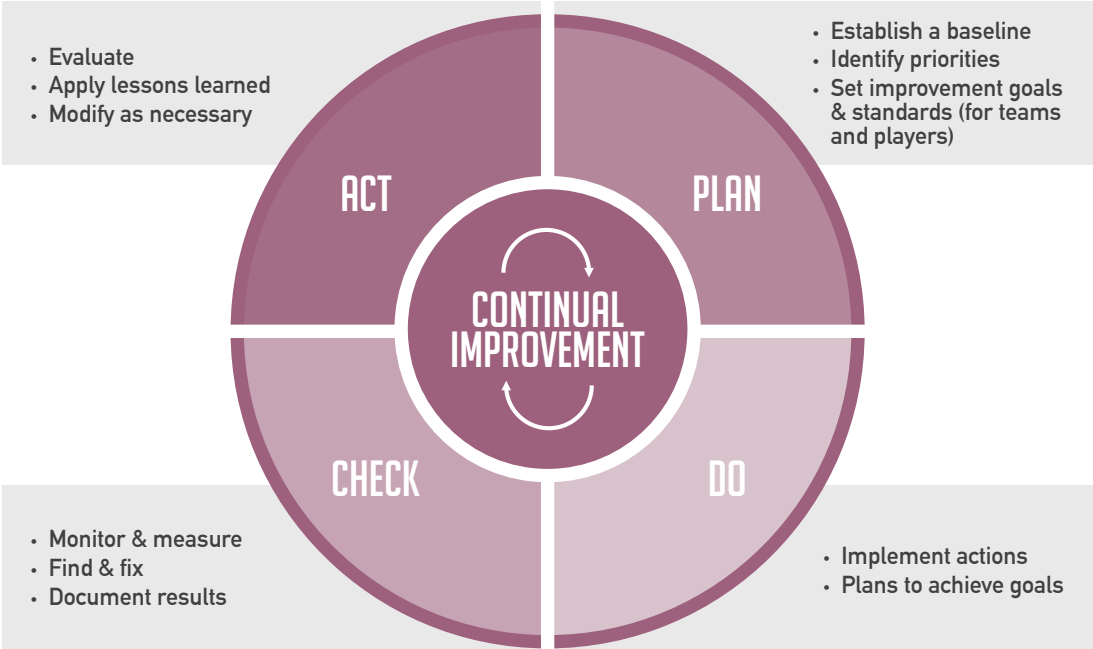 • Evaluate
• Apply lessons learned
• Modify as necessary
• Establish a baseline
• Identify priorities
• Set improvement goals
& standards (for teams
and players)
ACT
PLAN
CONTINUAL
IMPROVEMENT
CHECK
DO
• Monitor & measure
• Find & fix
• Document results
• Implement actions
• Plans to achieve goals